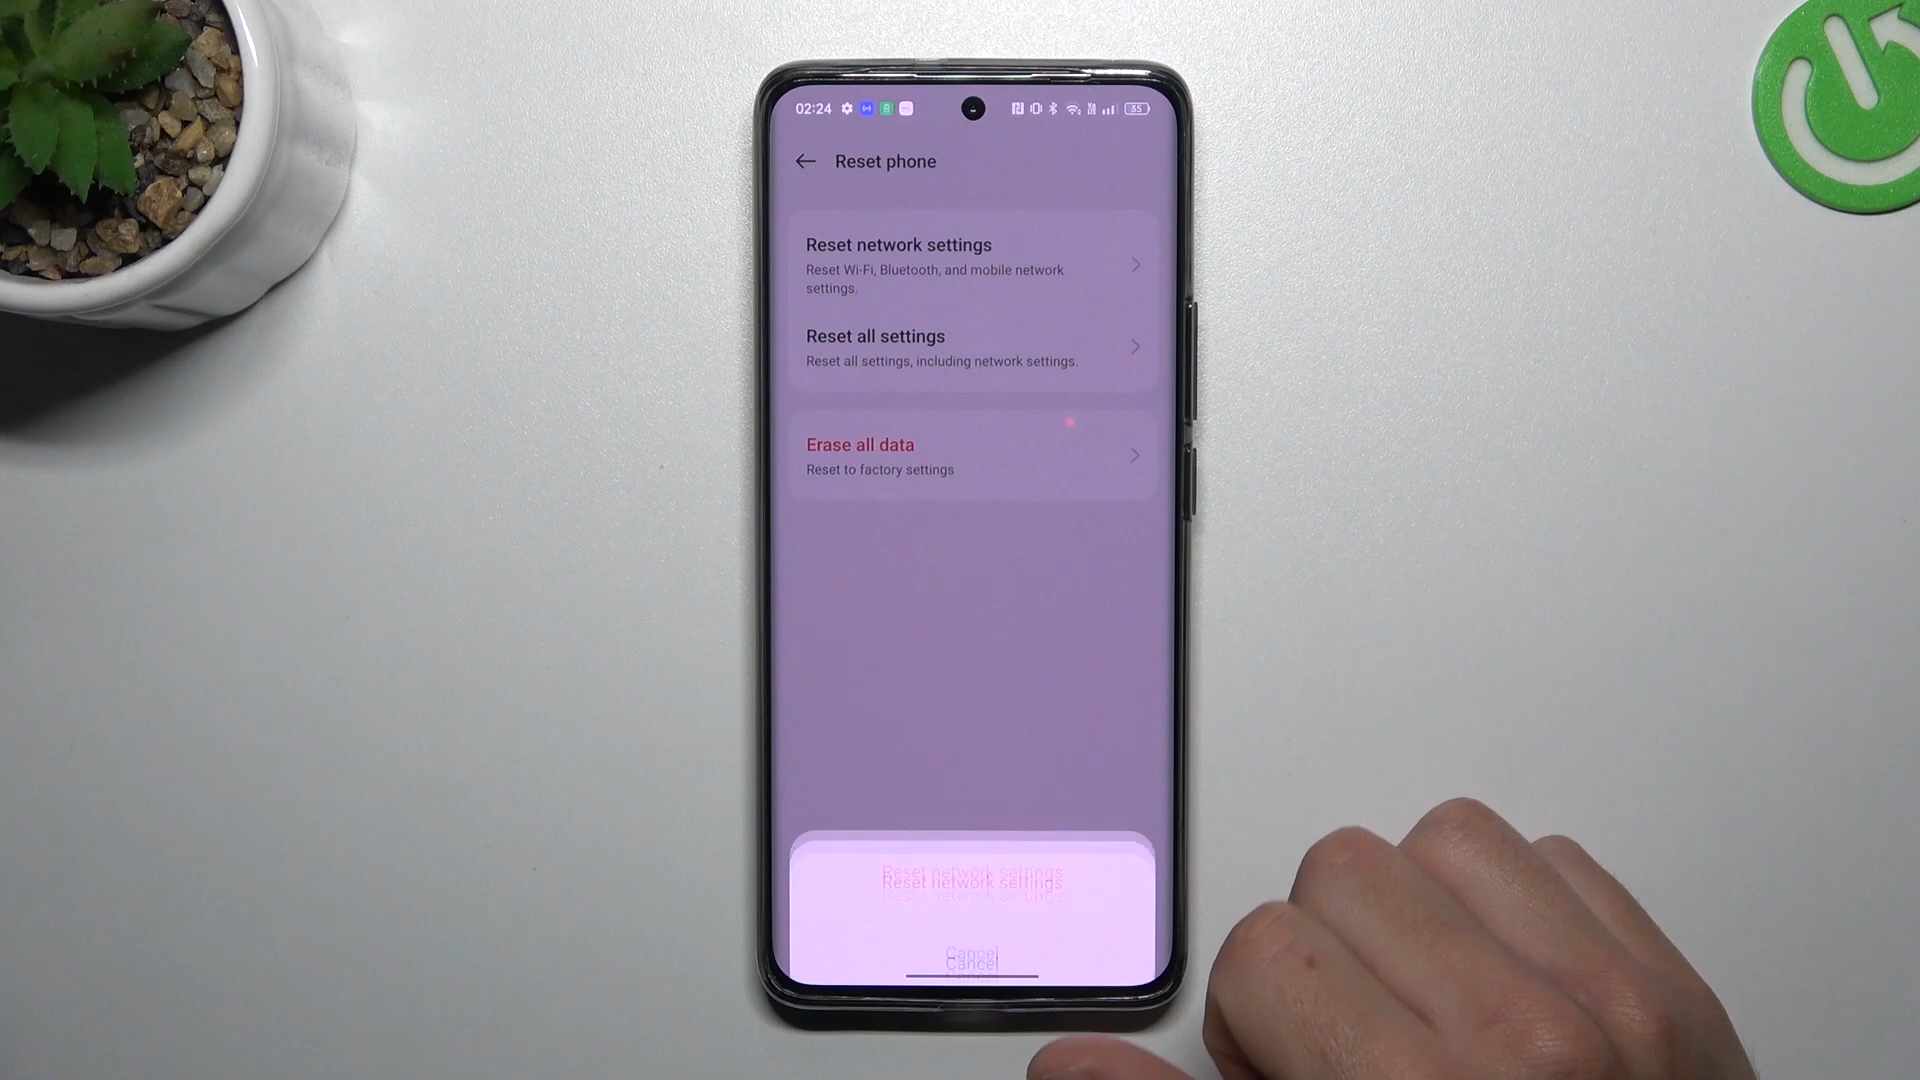 02:24
35
Reset phone
Reset network settings
Reset Wi-Fi, Bluetooth, and mobile network
settings.
Reset all settings
Reset all settings, including network settings.
Erase all data
Reset to factory settings
Reset network settings
Cancel